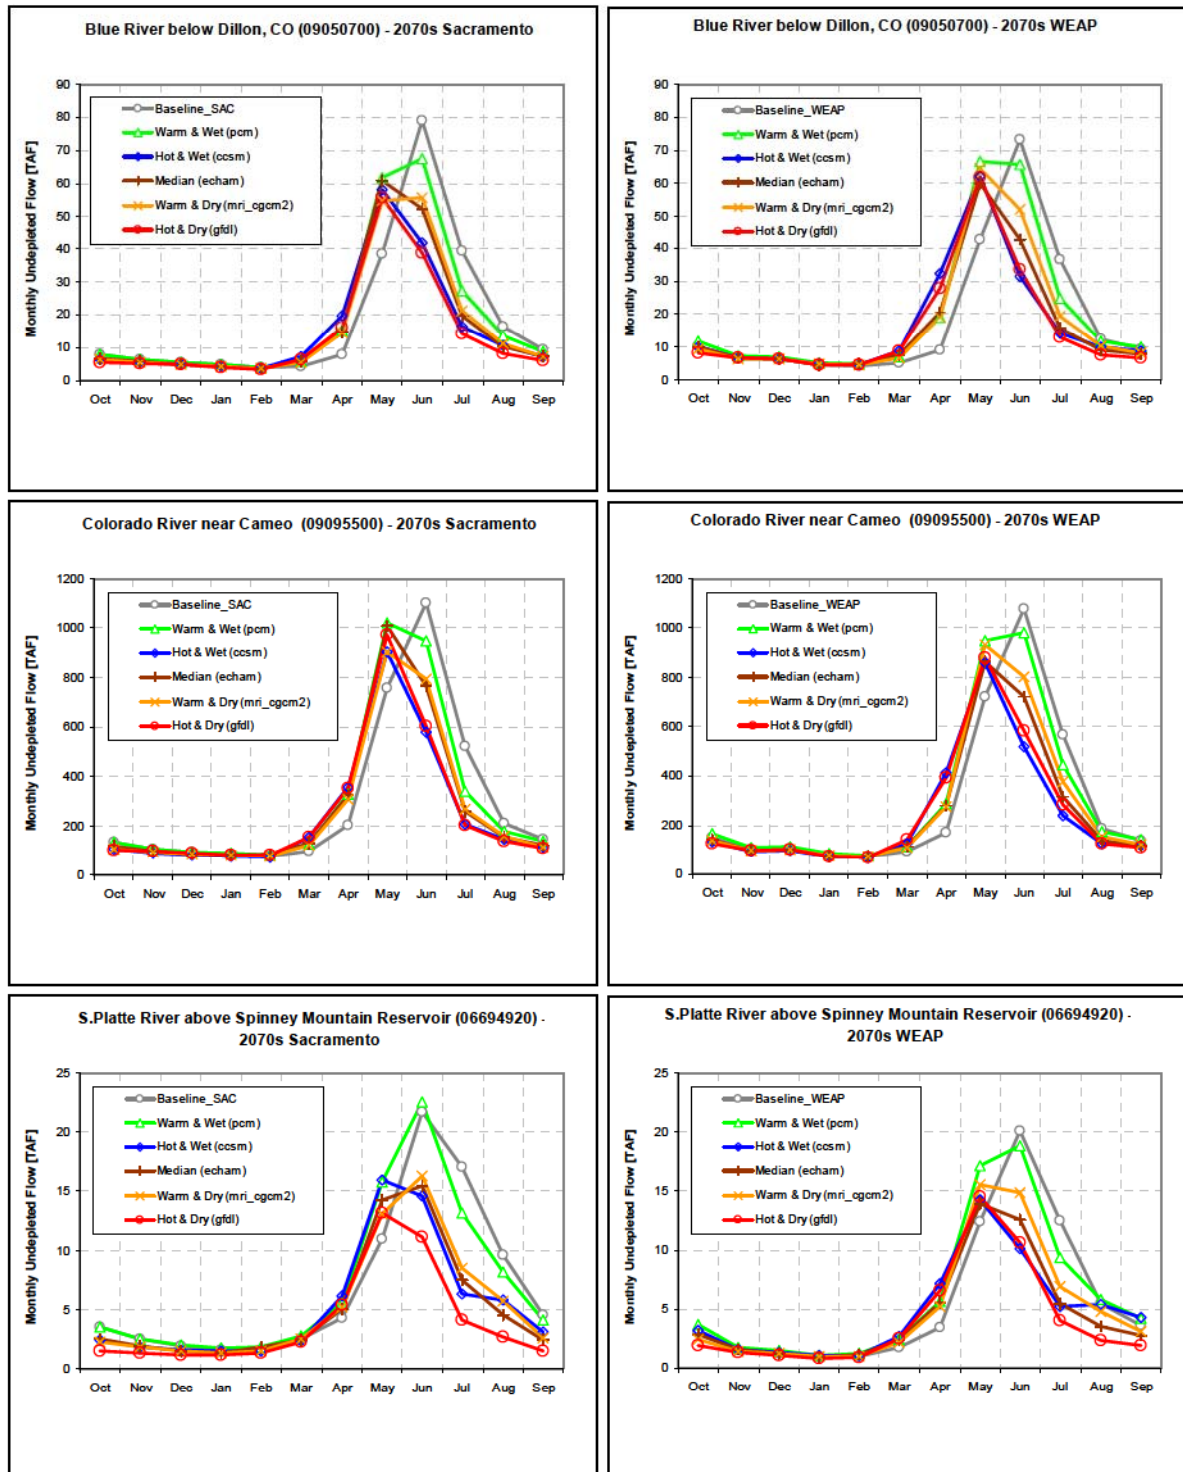 Blue River below Dillon, CO (09050700) - 2070s Sacramento
Monthly Undepleted Flow [TAF]
90
80
70
60
50
40
30
20
10
0
Baseline_SAC
Warm & Wet (pcm)
Hot & Wet (ccsm)
Median (echam)
Warm & Dry (mri_cgcm2)
Hot & Dry (gfdl)
Oct Nov Dec Jan Feb Mar Apr May Jun Jul Aug Sep
Blue River below Dillon, CO (09050700) - 2070s WEAP
Monthly Undepleted Flow [TAF]
90
80
70
60
50
40
30
20
10
0
Baseline_WEAP
Warm & Wet (pcm)
Hot & Wet (ccsm)
Median (echam)
Warm & Dry (mri_cgcm2)
Hot & Dry (gfdl)
Oct Nov Dec Jan Feb Mar Apr May Jun Jul Aug Sep
Colorado River near Cameo (09095500) - 2070s Sacramento
Monthly Undepleted Flow [TAF]
1200
1000
800
600
400
200
0
Baseline_SAC
Warm & Wet (pcm)
Hot & Wet (ccsm)
Median (echam)
Warm & Dry (mri_cgcm2)
Hot & Dry (gfdl)
Oct Nov Dec Jan Feb Mar Apr May Jun Jul Aug Sep
Colorado River near Cameo (09095500) - 2070s WEAP
Monthly Undepleted Flow [TAF]
1200
1000
800
600
400
200
0
Baseline_WEAP
Warm & Wet (pcm)
Hot & Wet (ccsm)
Median (echam)
Warm & Dry (mri_cgcm2)
Hot & Dry (gfdl)
Oct Nov Dec Jan Feb Mar Apr May Jun Jul Aug Sep
S.Platte River above Spinney Mountain Reservoir (06694920) -
2070s Sacramento
Monthly Undepleted Flow [TAF]
25
20
15
10
5
0
Baseline_SAC
Warm & Wet (pcm)
Hot & Wet (ccsm)
Median (echam)
Warm & Dry (mri_cgcm2)
Hot & Dry (gfdl)
Oct Nov Dec Jan Feb Mar Apr May Jun Jul Aug Sep
S.Platte River above Spinney Mountain Reservoir (06694920) -
2070s WEAP
Monthly Undepleted Flow [TAF]
25
20
15
10
5
0
Baseline_WEAP
Warm & Wet (pcm)
Hot & Wet (ccsm)
Median (echam)
Warm & Dry (mri_cgcm2)
Hot & Dry (gfdl)
Oct Nov Dec Jan Feb Mar Apr May Jun Jul Aug Sep